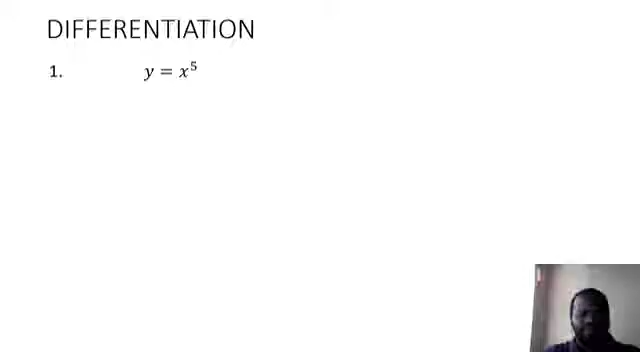 DIFFERENTIATION
1. y = x⁵